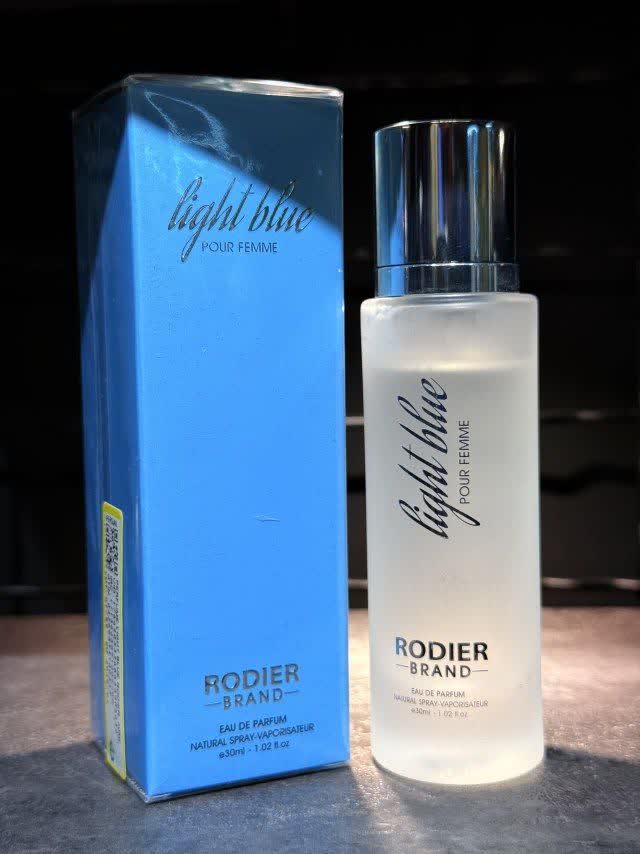 light blue
POUR FEMME
RODIER
BRAND
EAU DE PARFUM
NATURAL SPRAY-VAPORISATEUR
e30ml - 1.02 fl.oz
light blue
POUR FEMME
RODIER
BRAND
EAU DE PARFUM
NATURAL SPRAY-VAPORISATEUR
e30ml - 1.02 fl.oz